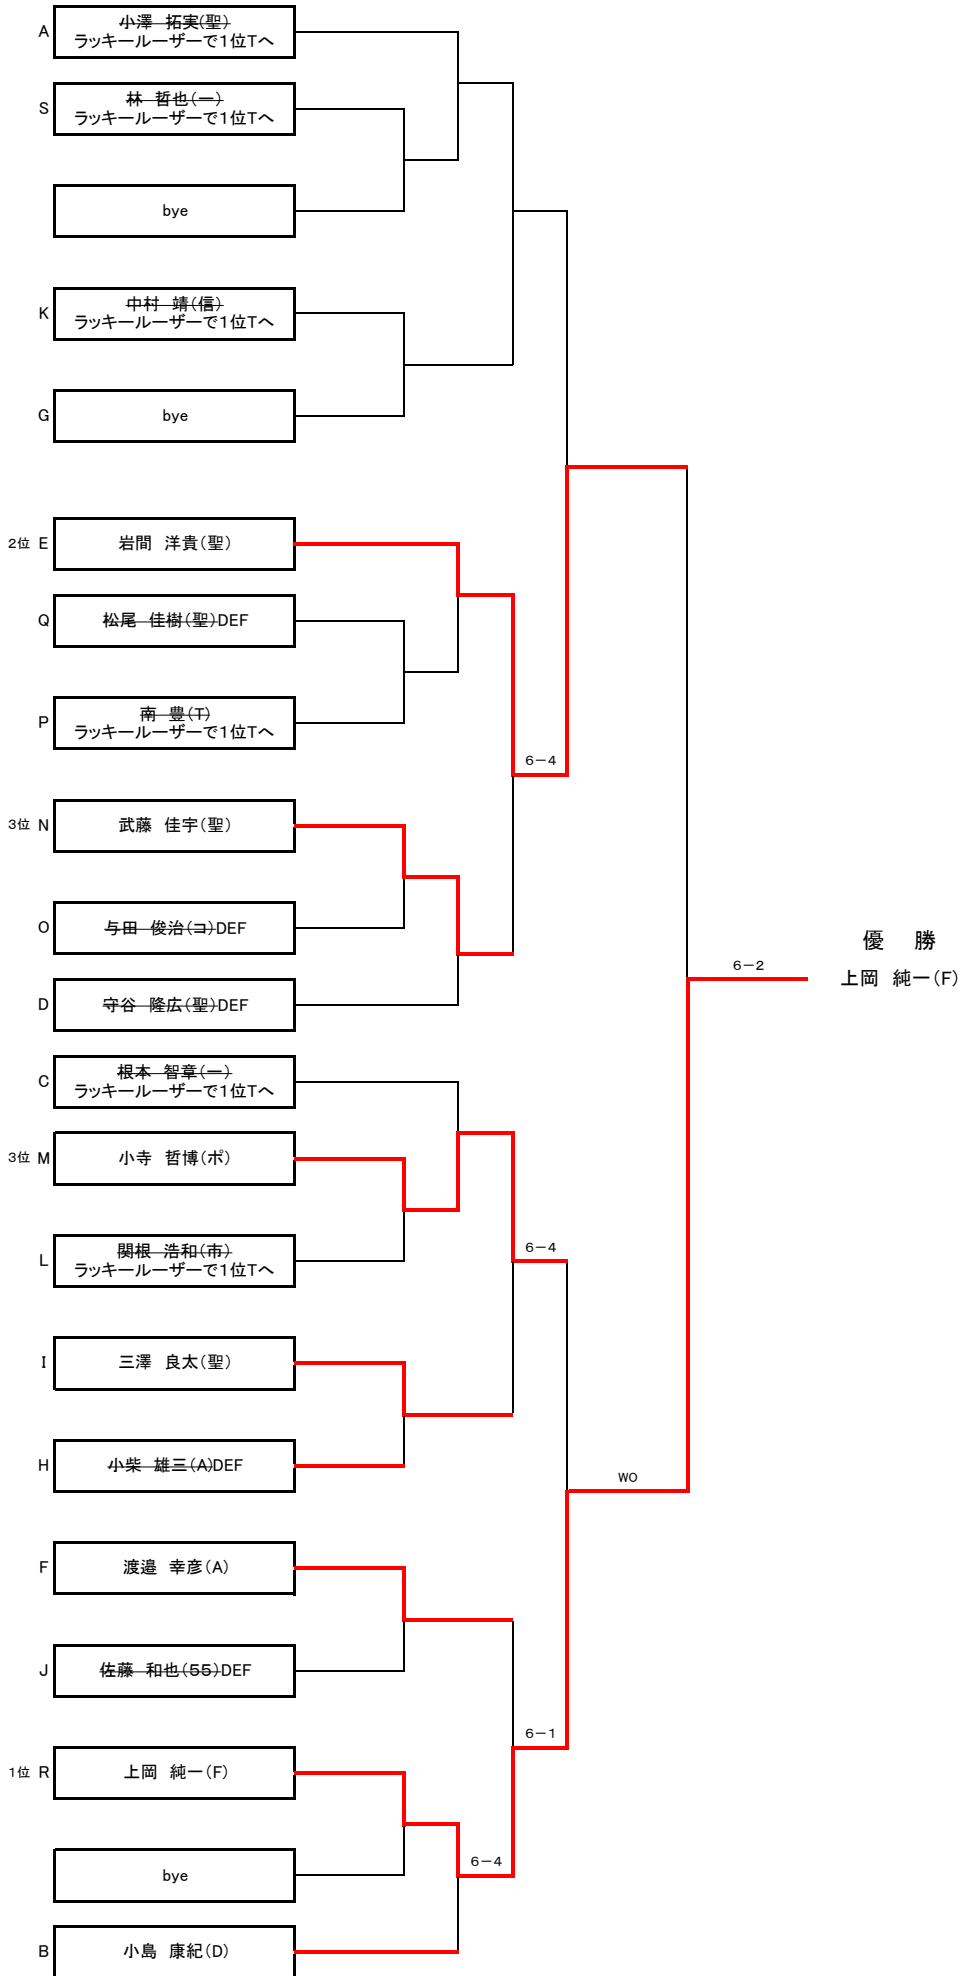 A
小澤　拓実(聖)
ラッキールーザーで1位Tへ
S
林　哲也(一)
ラッキールーザーで1位Tへ
bye
K
中村　靖(信)
ラッキールーザーで1位Tへ
G
bye
2位 E
岩間　洋貴(聖)
Q
松尾　佳樹(聖)DEF
P
南　豊(T)
ラッキールーザーで1位Tへ
6－4
3位 N
武藤　佳宇(聖)
O
与田　俊治(コ)DEF
優　勝
6－2
上岡　純一(F)
D
守谷　隆広(聖)DEF
C
根本　智章(一)
ラッキールーザーで1位Tへ
3位 M
小寺　哲博(ポ)
6－4
L
関根　浩和(市)
ラッキールーザーで1位Tへ
I
三澤　良太(聖)
H
小柴　雄三(A)DEF
WO
F
渡邉　幸彦(A)
J
佐藤　和也(55)DEF
6－1
1位 R
上岡　純一(F)
6－4
bye
B
小島　康紀(D)